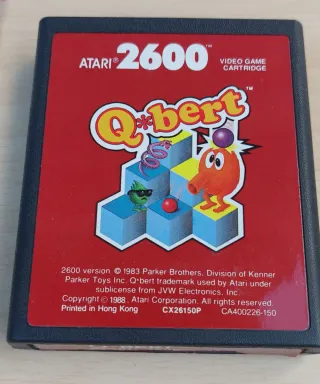 ATARI® 2600™ VIDEO GAME
CARTRIDGE
Q*bert™
2600 version © 1983 Parker Brothers. Division of Kenner
Parker Toys Inc. Q*bert trademark used by Atari under
sublicense from JVW Electronics, Inc
Copyright © 1988, Atari Corporation. All rights reserved.
Printed in Hong Kong CX26150P CA400226-150